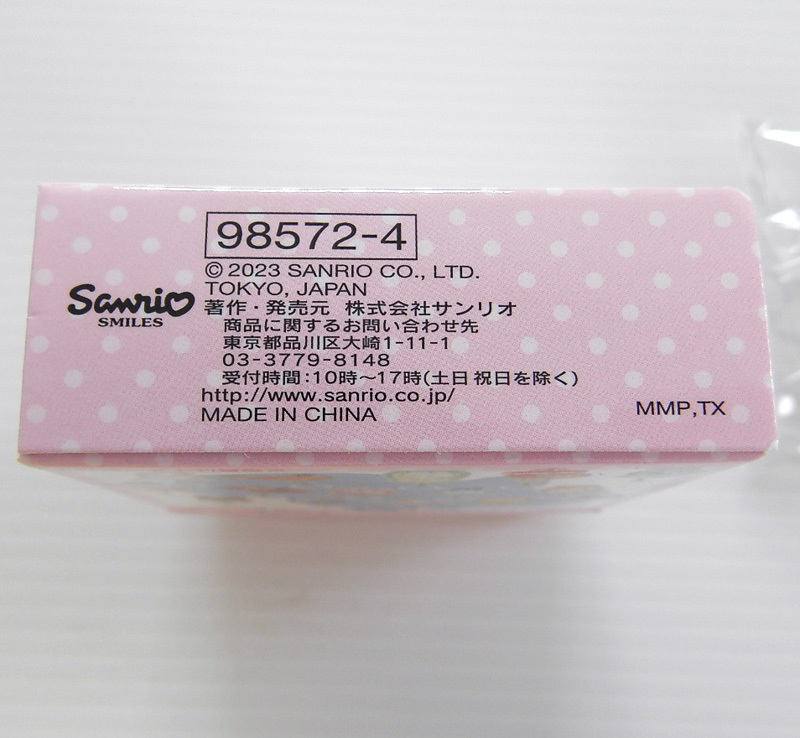 98572-4
© 2023 SANRIO CO., LTD.
TOKYO, JAPAN
Sanrio
SMILES
著作・発売元 株式会社サンリオ
商品に関するお問い合わせ先
東京都品川区大崎1-11-1
03-3779-8148
受付時間:10時〜17時(土日祝日を除く)
http://www.sanrio.co.jp/
MADE IN CHINA
MMP,TX